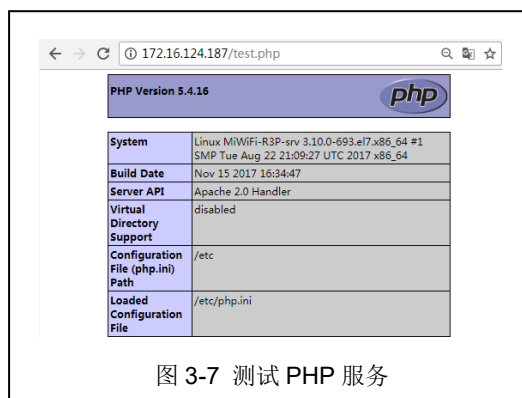 172.16.124.187/test.php
PHP Version 5.4.16
php
System
Linux MiWiFi-R3P-srv 3.10.0-693.el7.x86_64 #1
SMP Tue Aug 22 21:09:27 UTC 2017 x86_64
Build Date
Nov 15 2017 16:34:47
Server API
Apache 2.0 Handler
Virtual
Directory
Support
disabled
Configuration
File (php.ini)
Path
/etc
Loaded
Configuration
File
/etc/php.ini
图 3-7 测试 PHP 服务